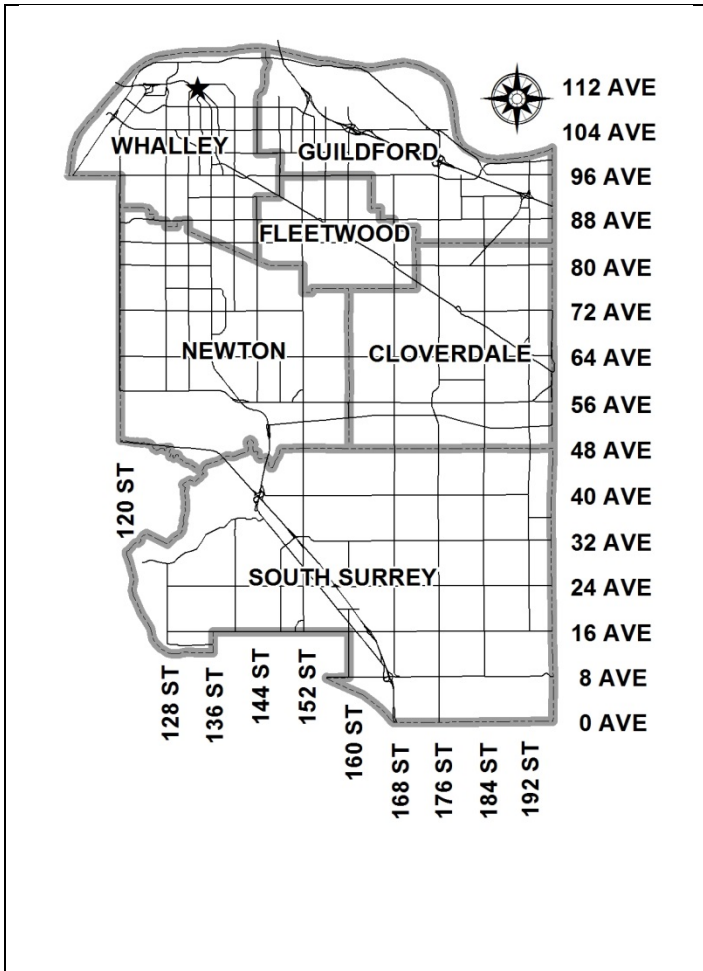 112 AVE
104 AVE
WHALLEY
GUILDFORD
96 AVE
88 AVE
FLEETWOOD
80 AVE
72 AVE
NEWTON
CLOVERDALE
64 AVE
56 AVE
48 AVE
120 ST
40 AVE
32 AVE
SOUTH SURREY
24 AVE
16 AVE
128 ST
136 ST
144 ST
152 ST
160 ST
8 AVE
0 AVE
168 ST
176 ST
184 ST
192 ST